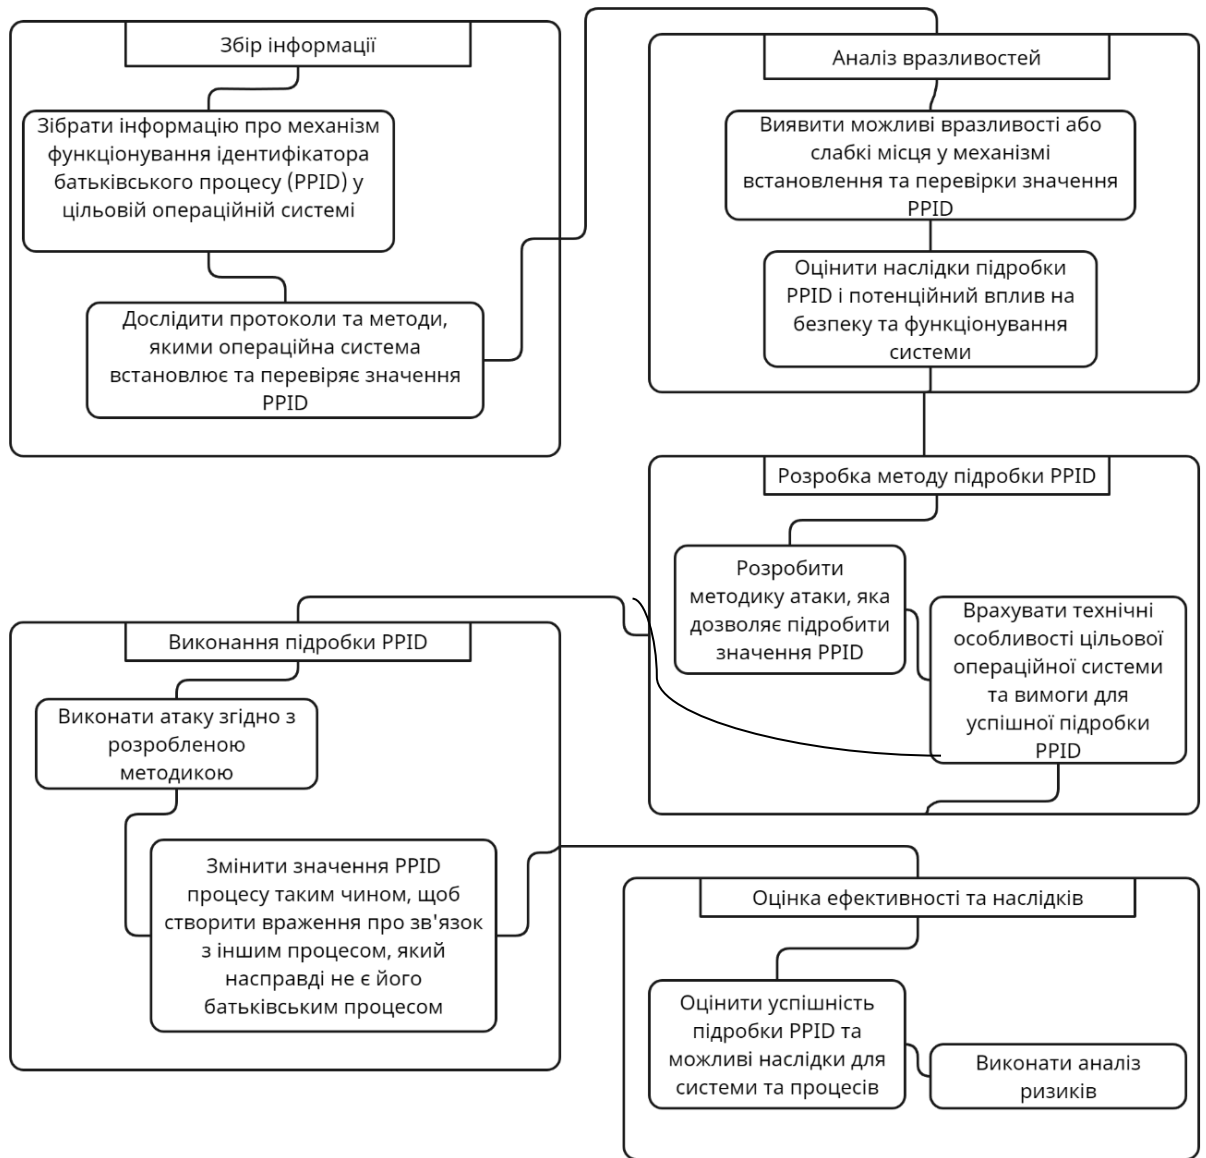 Збір інформації
Зібрати інформацію про механізм
функціонування ідентифікатора
батьківського процесу (PPID) у
цільовій операційній системі
Дослідити протоколи та методи,
якими операційна система
встановлює та перевіряє значення
PPID
Аналіз вразливостей
Виявити можливі вразливості або
слабкі місця у механізмі
встановлення та перевірки значення
PPID
Оцінити наслідки підробки
PPID і потенційний вплив на
безпеку та функціонування
системи
Розробка методу підробки PPID
Розробити
методику атаки, яка
дозволяє підробити
значення PPID
Врахувати технічні
особливості цільової
операційної системи
та вимоги для
успішної підробки
PPID
Виконання підробки PPID
Виконати атаку згідно з
розробленою
методикою
Змінити значення PPID
процесу таким чином, щоб
створити враження про зв'язок
з іншим процесом, який
насправді не є його
батьківським процесом
Оцінка ефективності та наслідків
Оцінити успішність
підробки PPID та
можливі наслідки для
системи та процесів
Виконати аналіз
ризиків